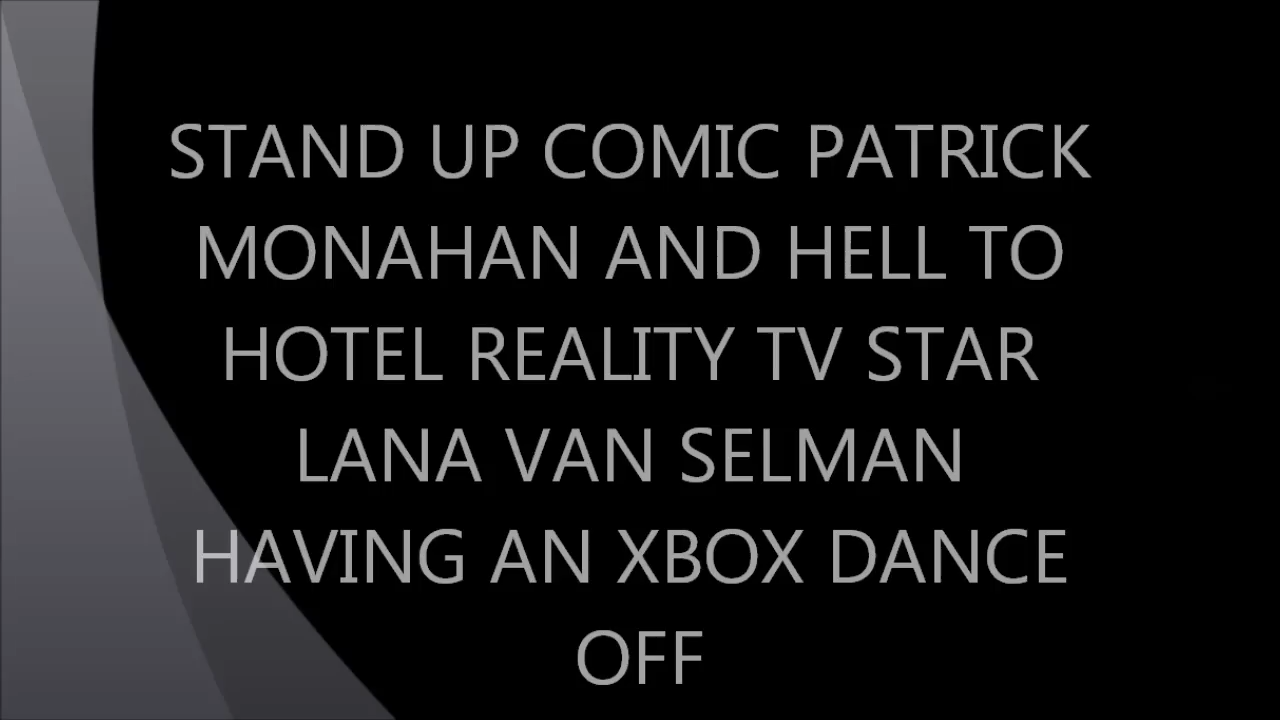 STAND UP COMIC PATRICK
MONAHAN AND HELL TO
HOTEL REALITY TV STAR
LANA VAN SELMAN
HAVING AN XBOX DANCE
OFF